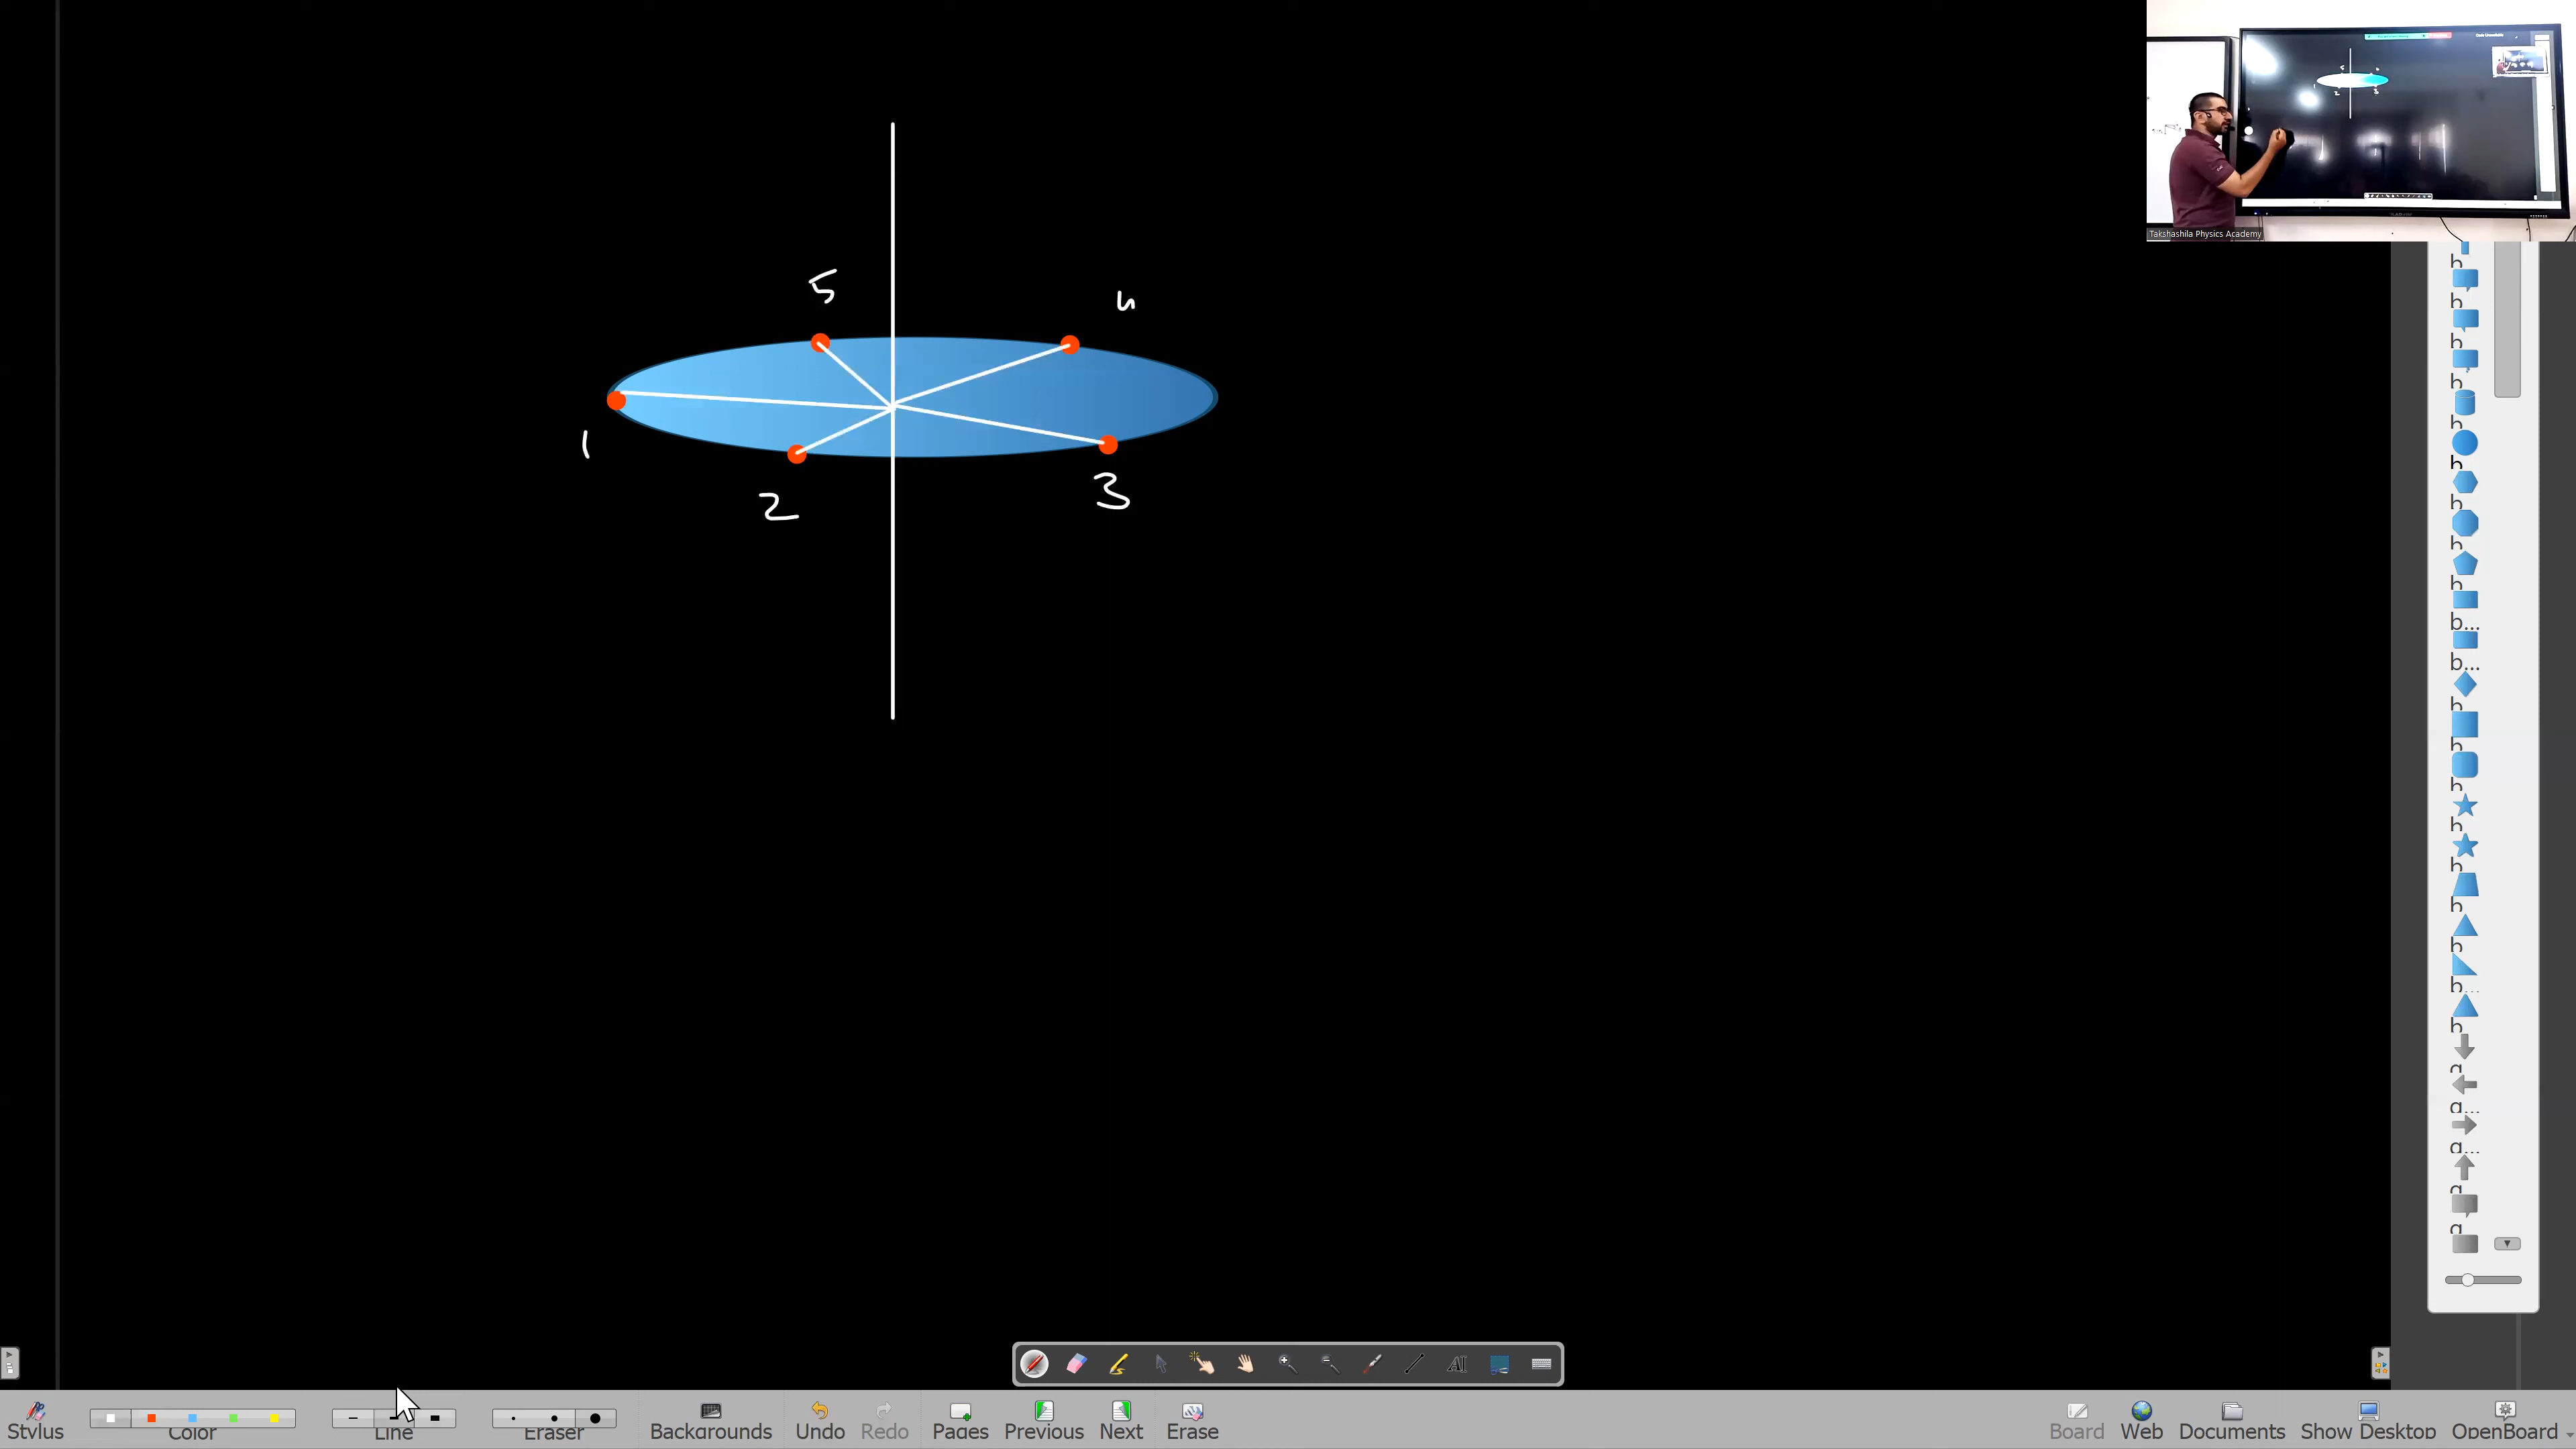 Takshashila Physics Academy
5
4
1
2
3
b
b
b
b
b
b
b
b
b
b...
b...
b
b
b
b
b
b
b
b...
b
a
a...
a...
a
a
Stylus
Color
Line
Eraser
Backgrounds
Undo
Redo
Pages
Previous
Next
Erase
Board
Web
Documents
Show Desktop
OpenBoard